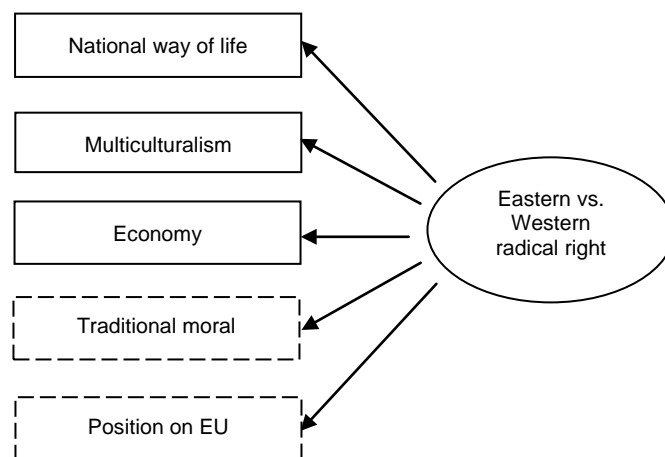 National way of life
Multiculturalism
Economy
Traditional moral
Position on EU
Eastern vs.
Western
radical right